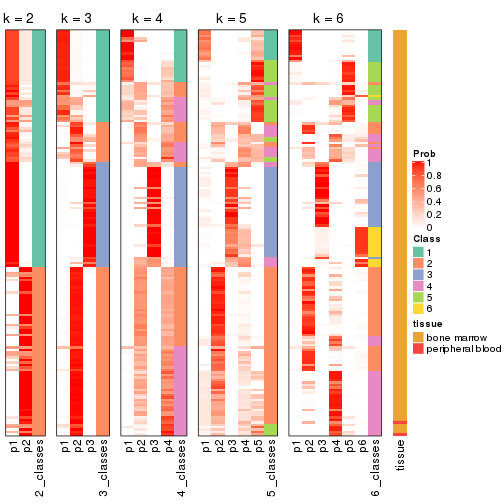 k = 2 k = 3 k = 4 k = 5 k = 6
Prob
1
0.8
0.6
0.4
0.2
0
Class
1
2
3
4
5
6
tissue
bone marrow
peripheral blood
p1 p2 2_classes p1 p2 p3 3_classes p1 p2 p3 p4 4_classes p1 p2 p3 p4 p5 5_classes p1 p2 p3 p4 p5 p6 6_classes tissue